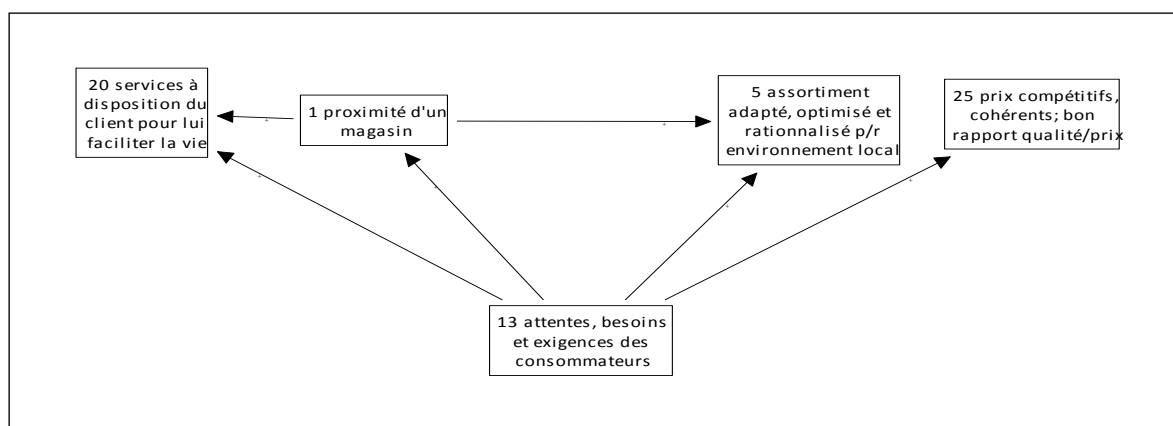 20 services à
disposition du
client pour lui
faciliter la vie
1 proximité d'un
magasin
5 assortiment
adapté, optimisé et
rationnalisé p/r
environnement local
25 prix compétitifs,
cohérents; bon
rapport qualité/prix
13 attentes, besoins
et exigences des
consommateurs
+
+
+
+
+
+